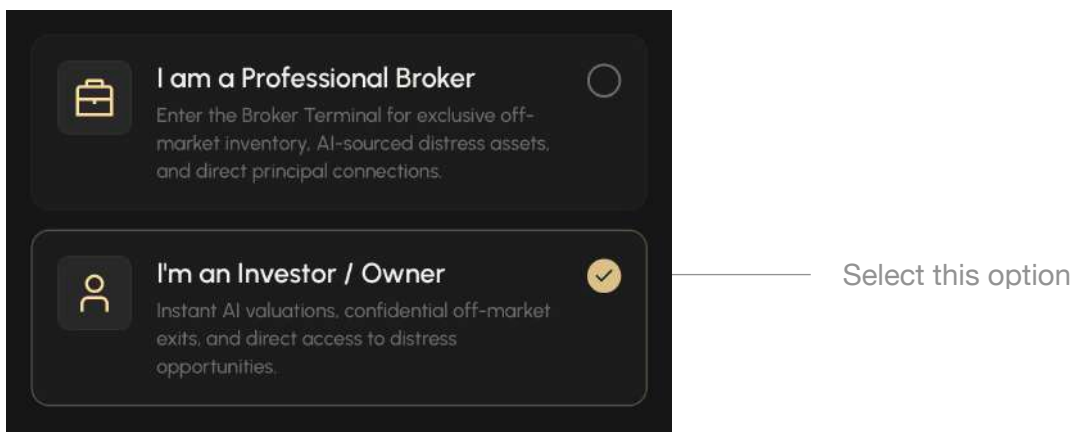 I am a Professional Broker
Enter the Broker Terminal for exclusive off-
market inventory, AI-sourced distress assets,
and direct principal connections.
I'm an Investor / Owner
Instant AI valuations, confidential off-market
exits, and direct access to distress
opportunities.
Select this option